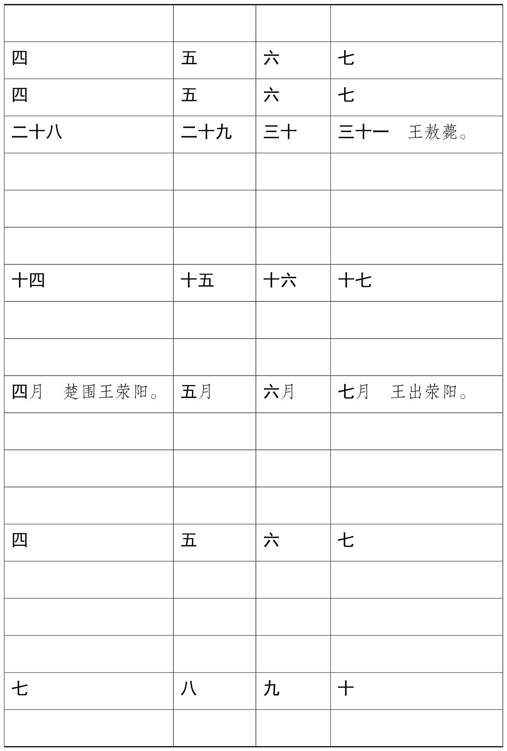 四 五 六 七
四 五 六 七
二十八 二十九 三十 三十一 王敖薨。
十四 十五 十六 十七
四月 楚围王荥阳。 五月 六月 七月 王出荥阳。
四 五 六 七
七 八 九 十